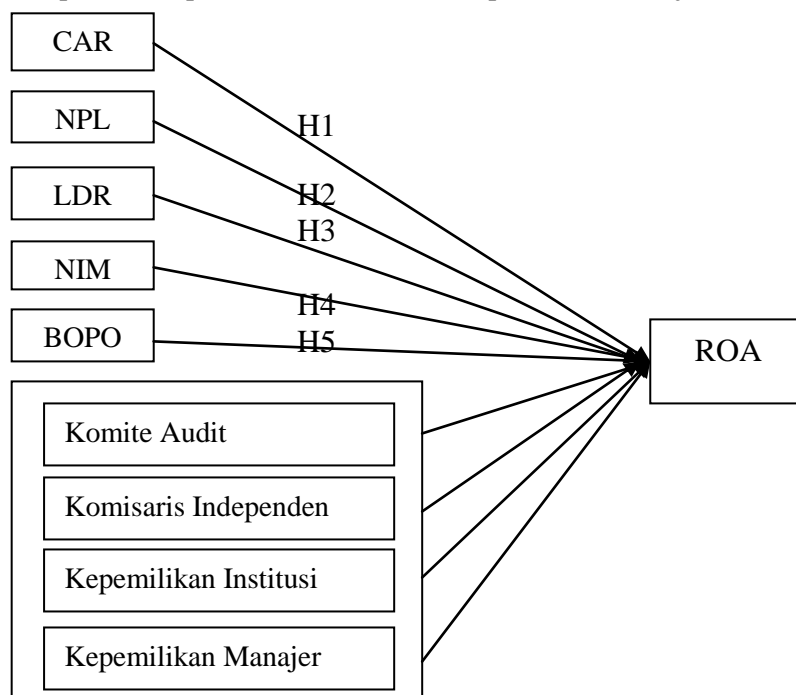 CAR
NPL
H1
LDR
H2
H3
NIM
H4
BOPO
H5
ROA
Komite Audit
Komisaris Independen
Kepemilikan Institusi
Kepemilikan Manajer